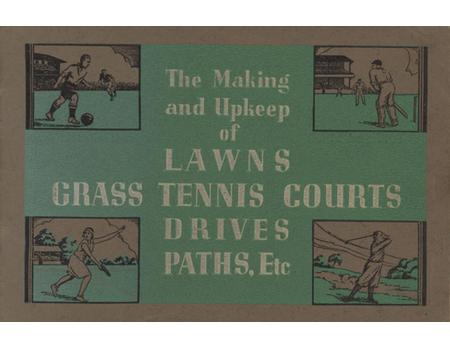 The Making
and Upkeep
of
LAWNS
GRASS TENNIS COURTS
DRIVES
PATHS, Etc